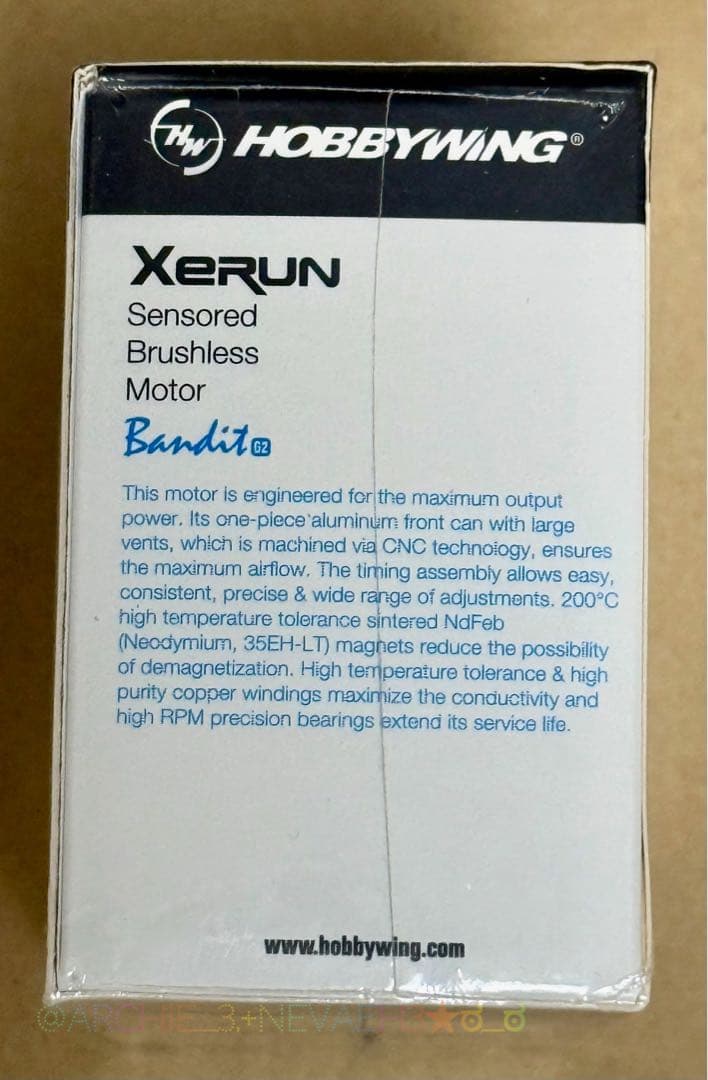 HW HOBBYWING®
XeRUN
Sensored
Brushless
Motor
Bandit G2
This motor is engineered for the maximum output
power. Its one-piece aluminum front can with large
vents, which is machined via CNC technology, ensures
the maximum airflow. The timing assembly allows easy,
consistent, precise & wide range of adjustments. 200°C
high temperature tolerance sintered NdFeb
(Neodymium, 35EH-LT) magnets reduce the possibility
of demagnetization. High temperature tolerance & high
purity copper windings maximize the conductivity and
high RPM precision bearings extend its service life.
www.hobbywing.com